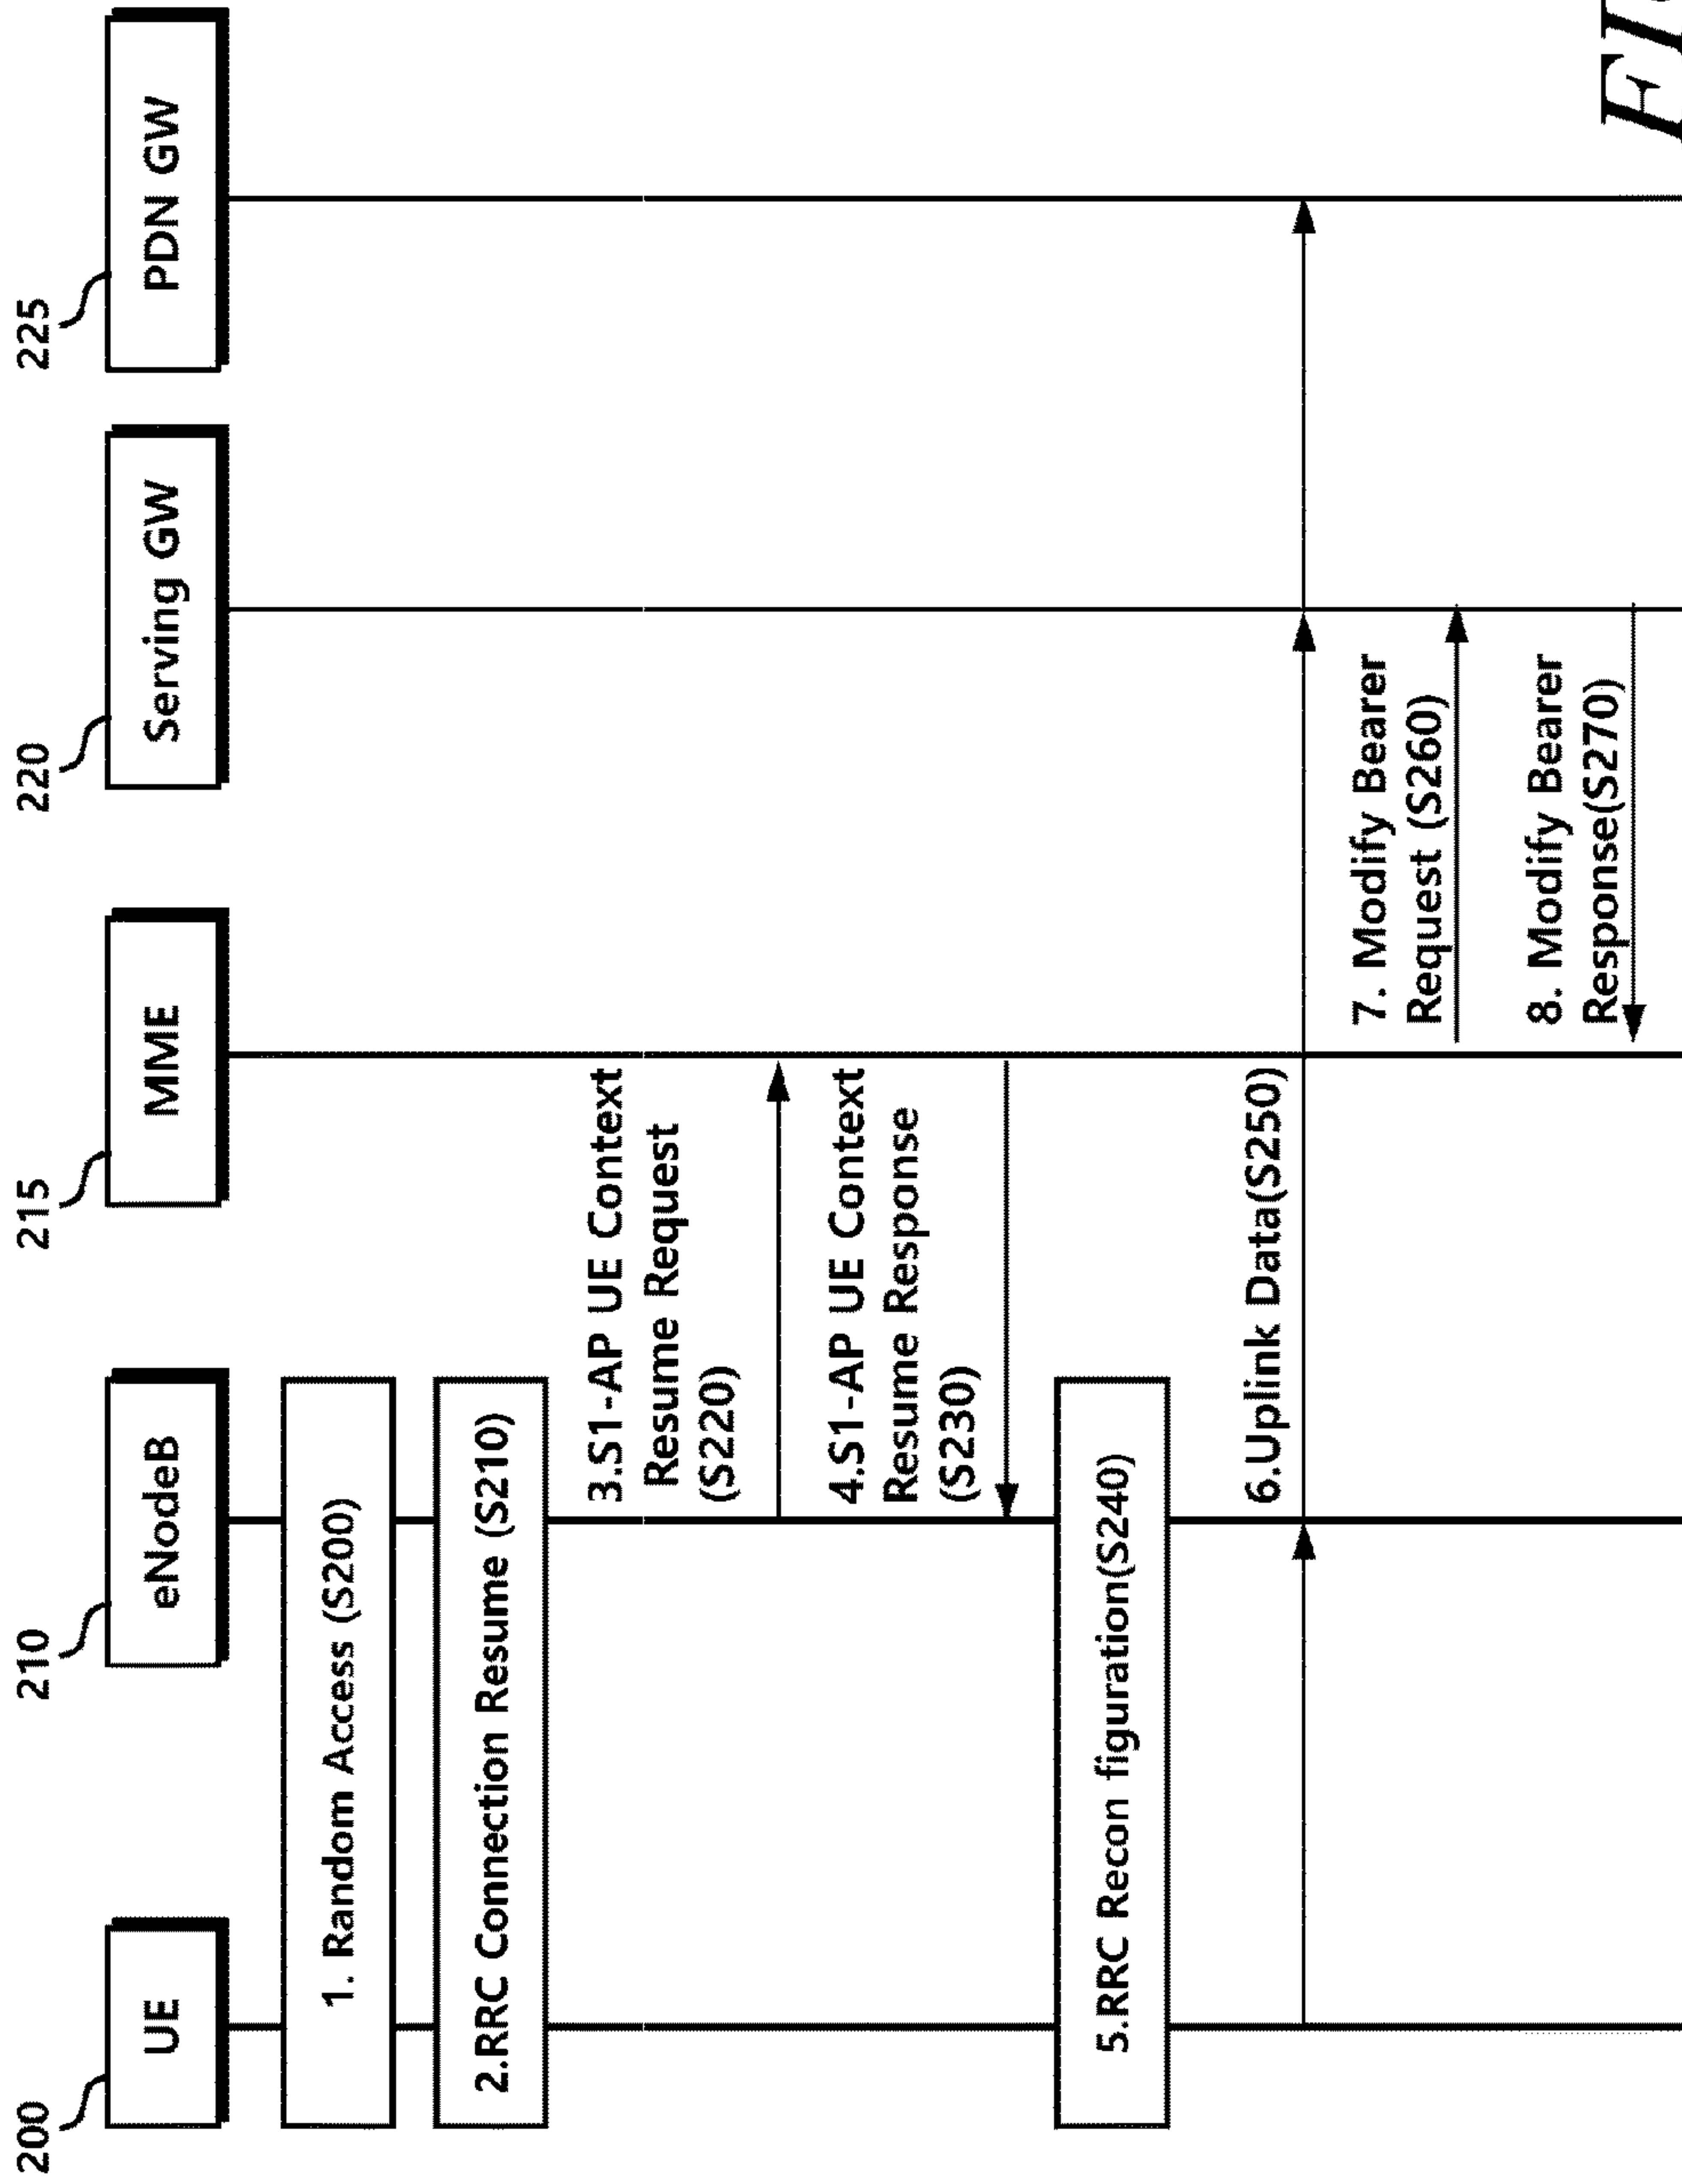 200
210
215
220
225
UE
eNodeB
MME
Serving GW
PDN GW
1. Random Access (S200)
2.RRC Connection Resume (S210)
3.S1-AP UE Context
Resume Request
(S220)
4.S1-AP UE Context
Resume Response
(S230)
5.RRC Recon figuration(S240)
6.Uplink Data(S250)
7. Modify Bearer
Request (S260)
8. Modify Bearer
Response(S270)